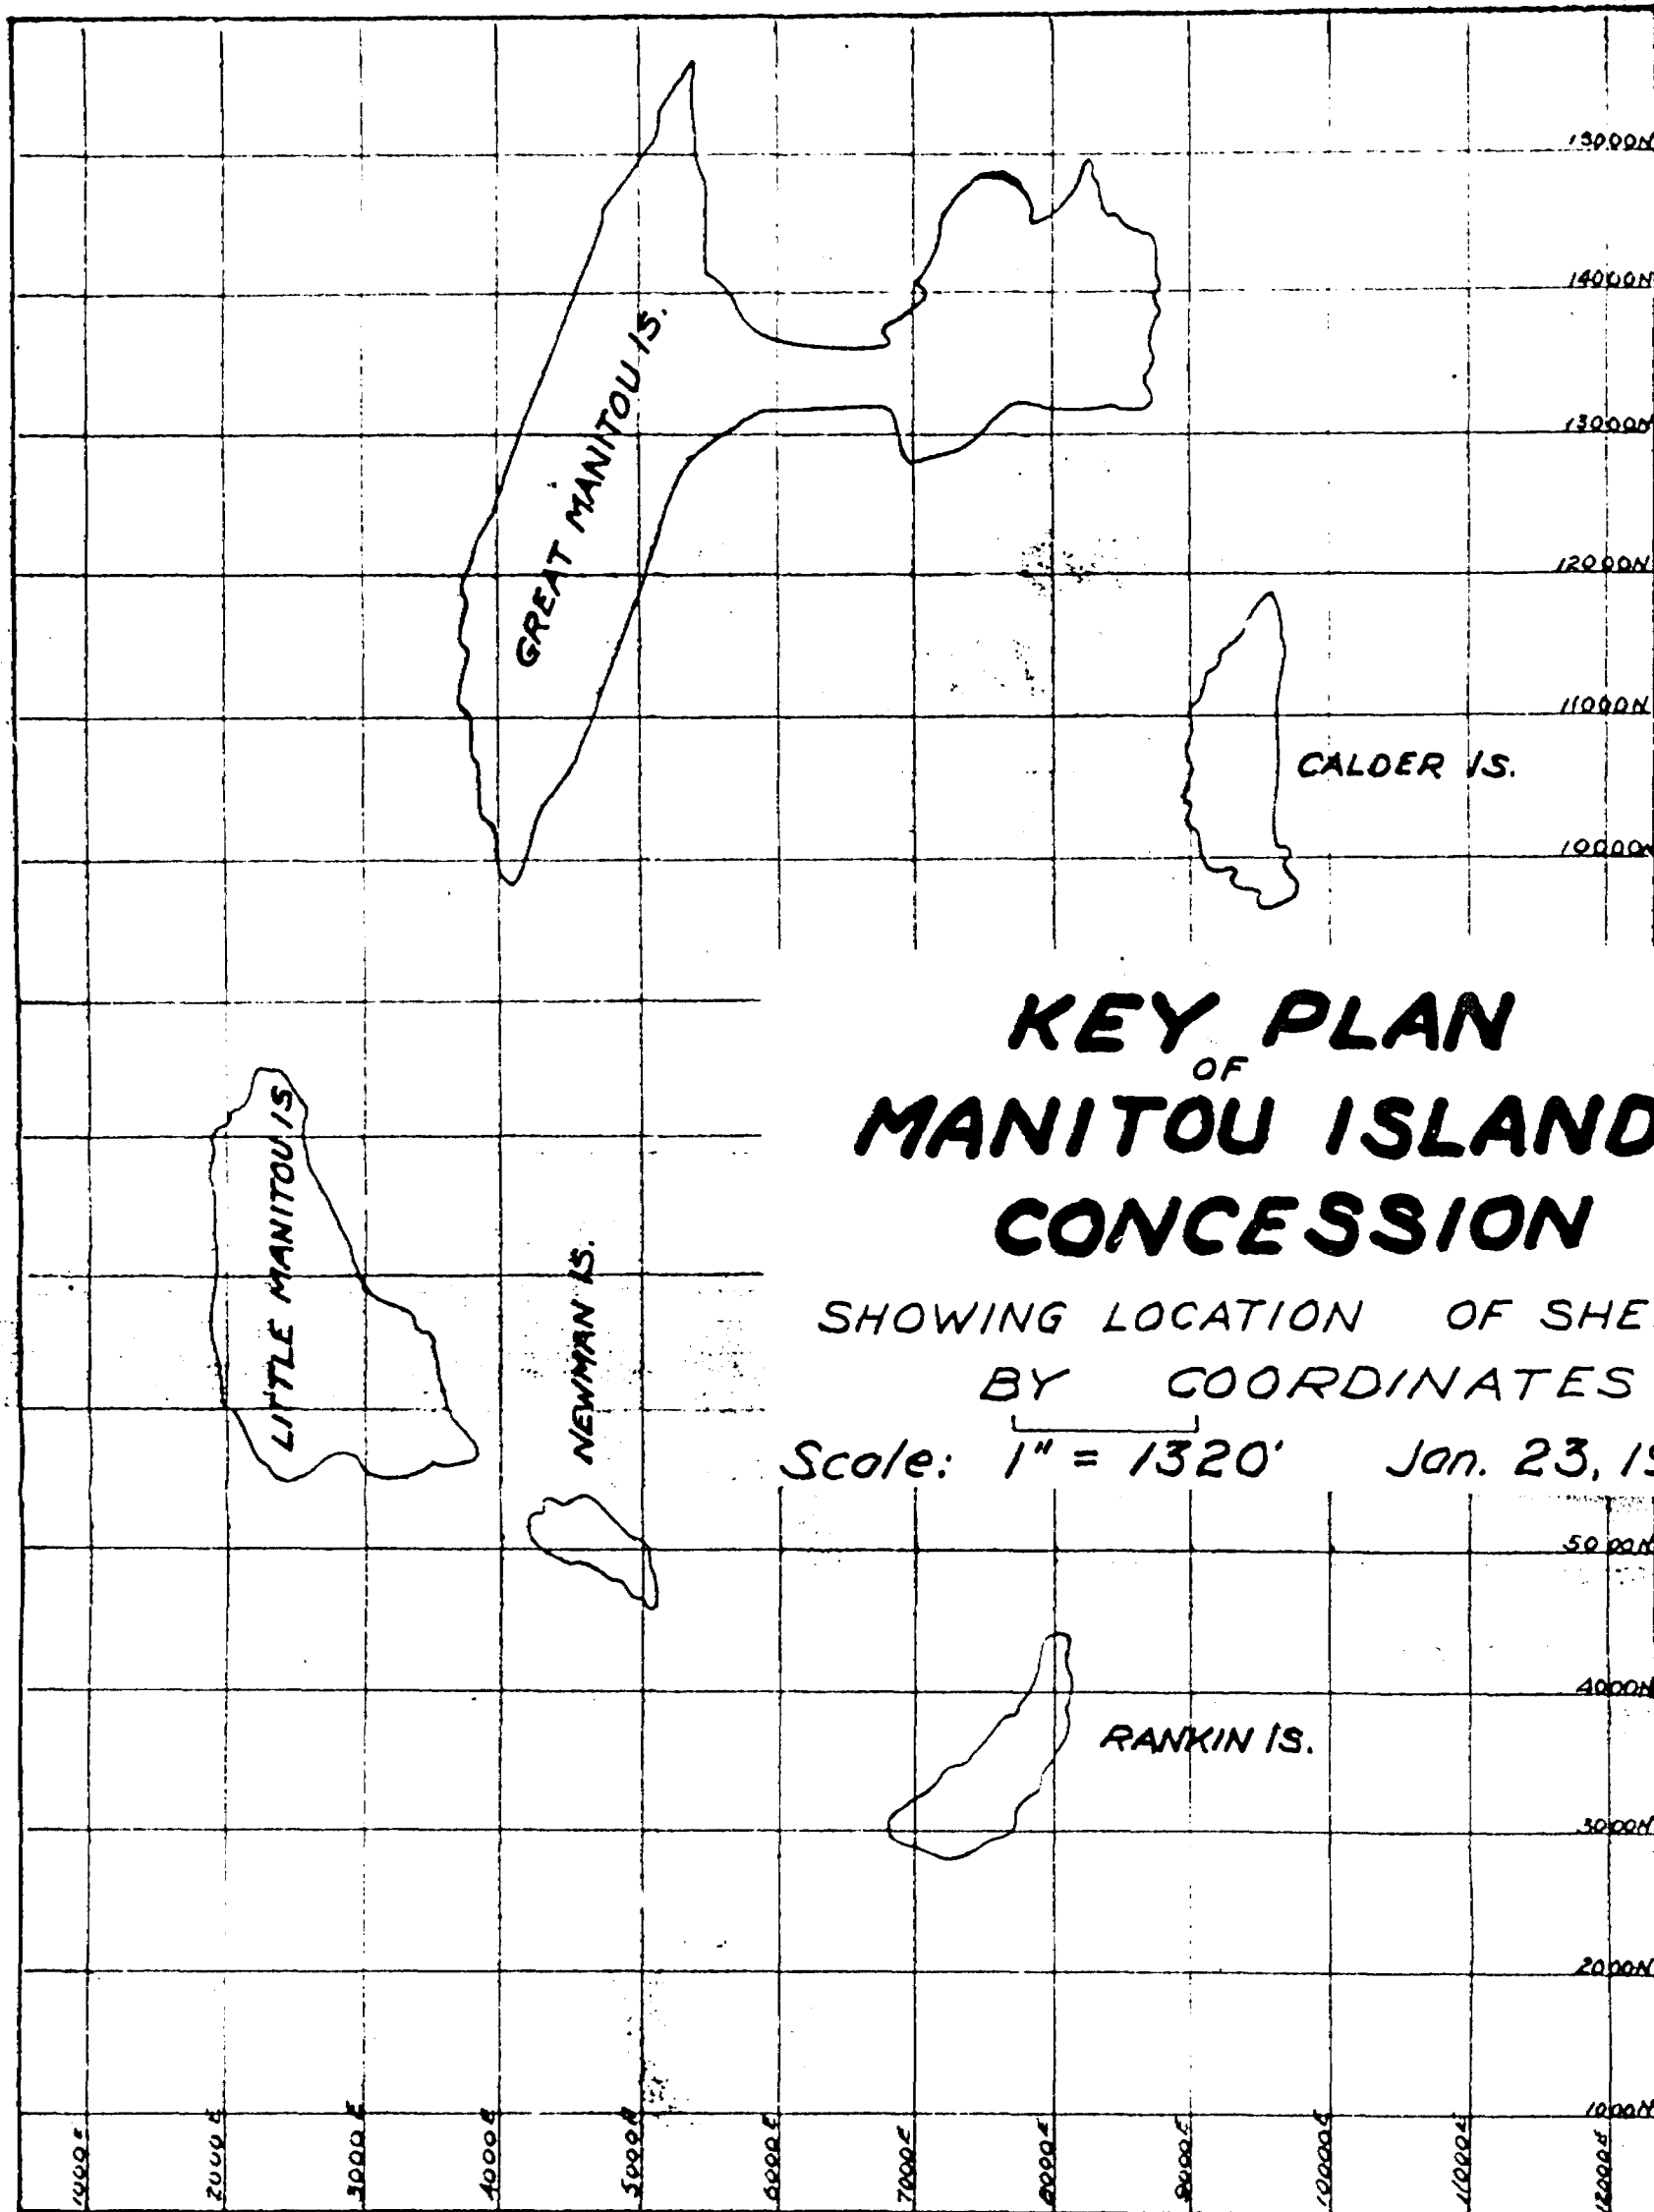 15000N
14000N
GREAT MANITOU IS.
13000N
12000N
11000N
CALDER IS.
10000N
KEY PLAN
OF
MANITOU ISLAND
CONCESSION
SHOWING LOCATION OF SHE
BY COORDINATES
Scale: 1" = 1320' Jan. 23, 19
LITTLE MANITOU IS
NEWMAN IS.
5000N
4000N
RANKIN IS.
3000N
2000N
1000N
1000E
2000E
3000E
4000E
5000E
6000E
7000E
8000E
9000E
10000E
11000E
12000E